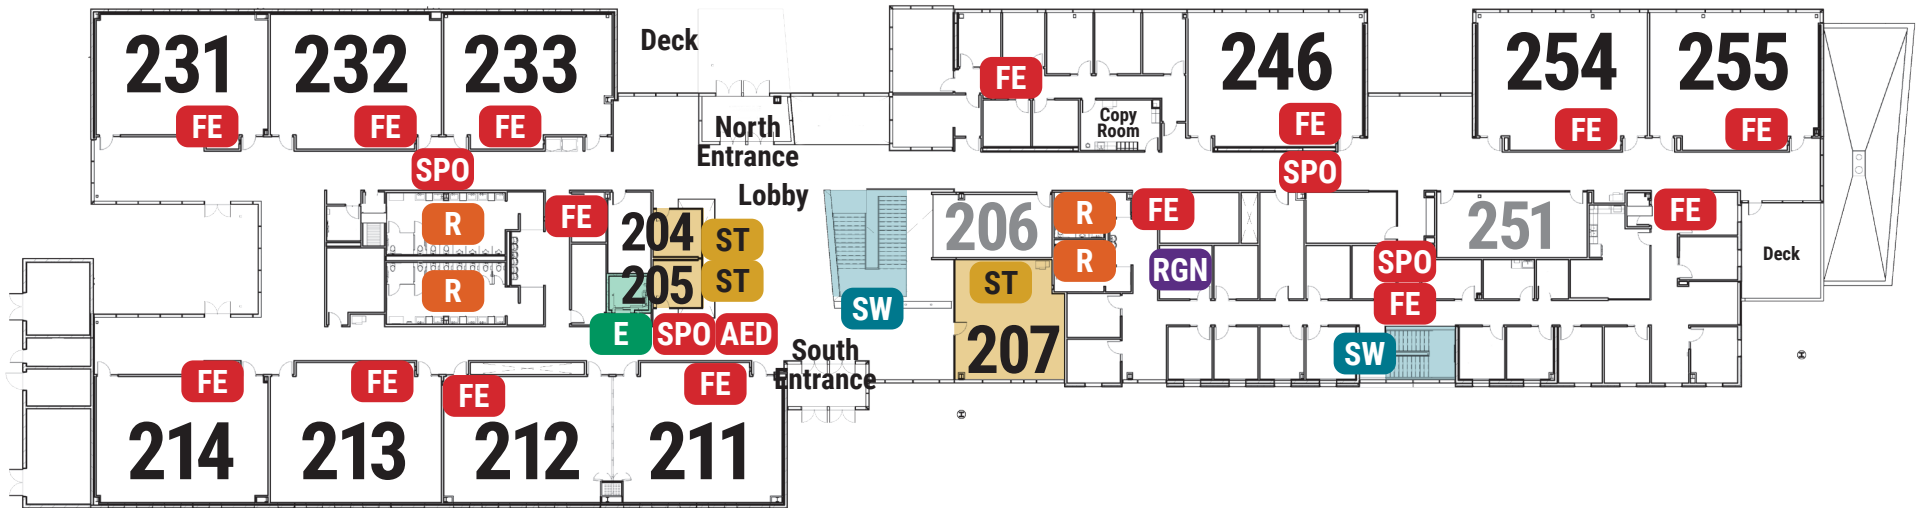 231
232
233
Deck
246
254
255
FE
FE
FE
FE
FE
FE
FE
Copy
Room
North
Entrance
SPO
SPO
Lobby
R
FE
204
ST
206
R
FE
251
FE
R
205
ST
ST
R
RGN
SPO
Deck
E
SPO
AED
SW
207
FE
SW
South
Entrance
FE
FE
FE
FE
214
213
212
211